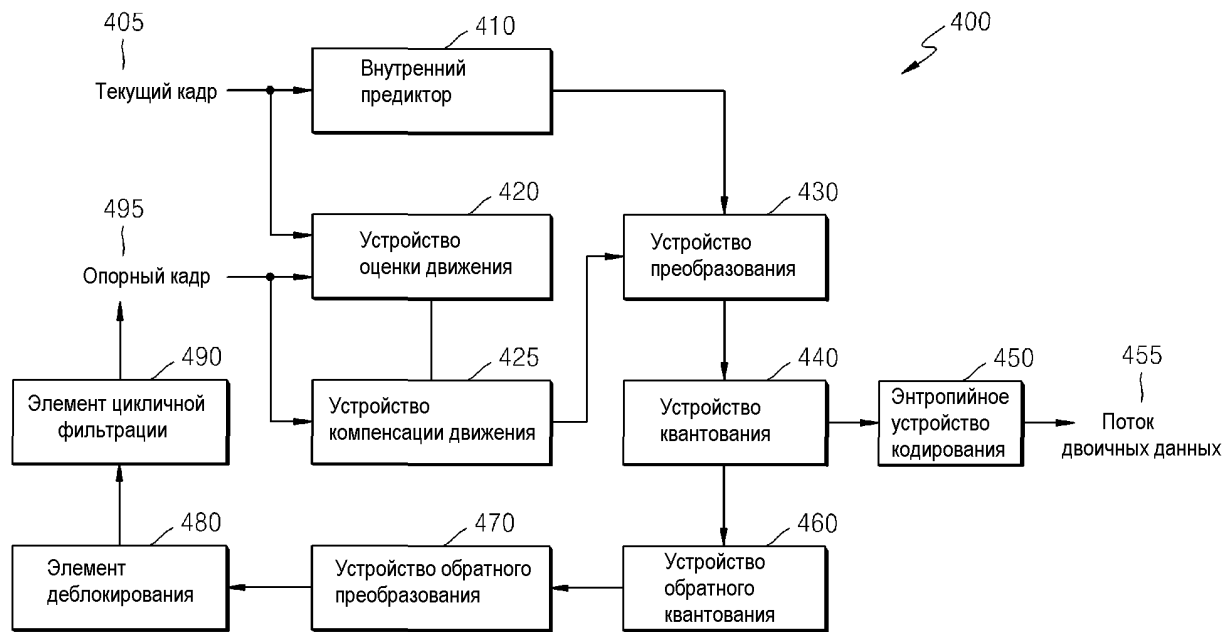 405
410
400
Текущий кадр
Внутренний
предиктор
495
420
430
Опорный кадр
Устройство
оценки движения
Устройство
преобразования
490
425
440
450
455
Элемент цикличной
фильтрации
Устройство
компенсации движения
Устройство
квантования
Энтропийное
устройство
кодирования
Поток
двоичных данных
480
470
460
Элемент
деблокирования
Устройство обратного
преобразования
Устройство
обратного
квантования